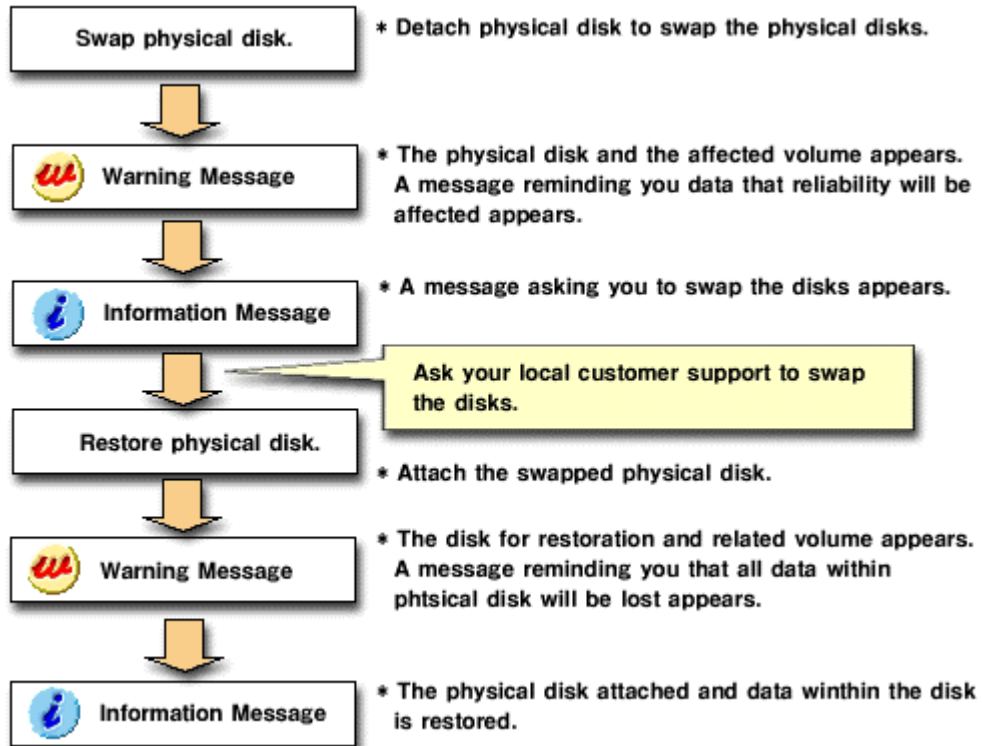 Swap physical disk.
* Detach physical disk to swap the physical disks.
Warning Message
* The physical disk and the affected volume appears.
A message reminding you data that reliability will be
affected appears.
Information Message
* A message asking you to swap the disks appears.
Ask your local customer support to swap
the disks.
Restore physical disk.
* Attach the swapped physical disk.
Warning Message
* The disk for restoration and related volume appears.
A message reminding you that all data within
phtsical disk will be lost appears.
Information Message
* The physical disk attached and data winthin the disk
is restored.